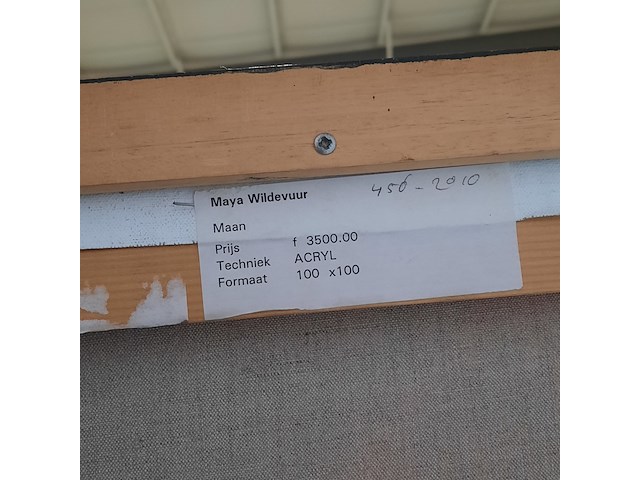 Maya Wildevuur 456-2010
Maan
Prijs f 3500.00
Techniek ACRYL
Formaat 100 x100